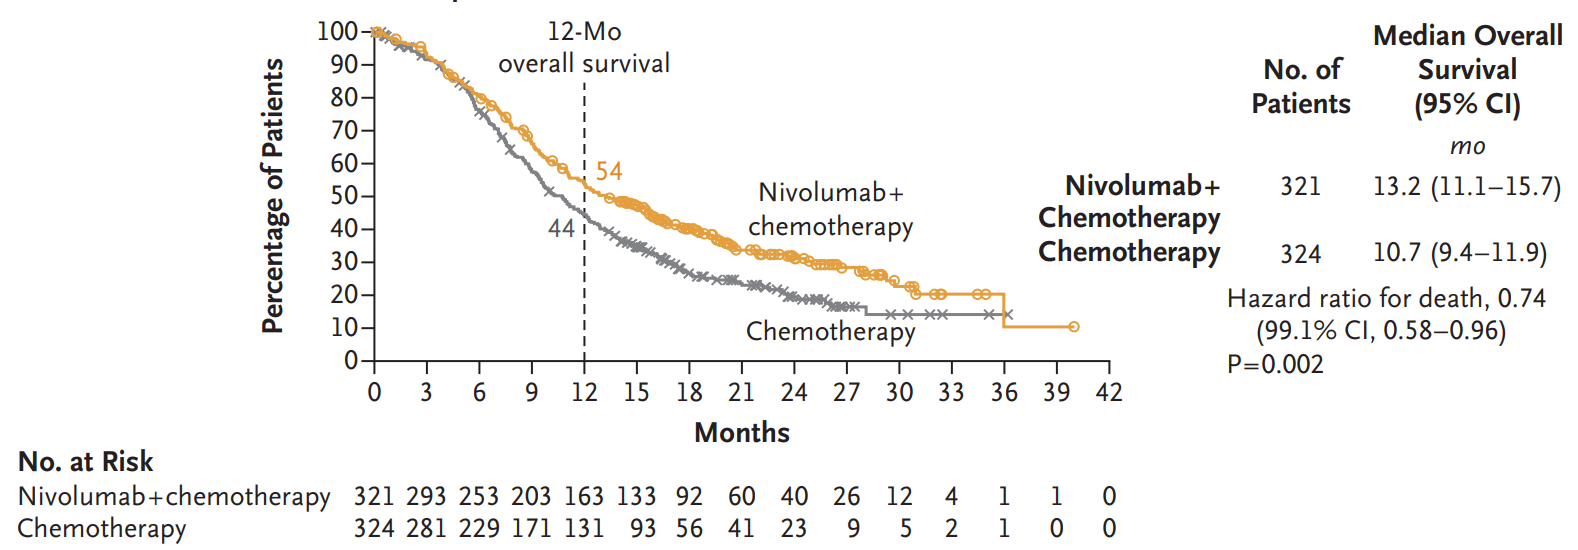 12-Mo
overall survival
Percentage of Patients
100
90
80
70
60
50
40
30
20
10
0
54
44
Nivolumab+
chemotherapy
Chemotherapy
0 3 6 9 12 15 18 21 24 27 30 33 36 39 42
Months
No. of
Patients
Median Overall
Survival
(95% CI)
mo
Nivolumab+
Chemotherapy
321 13.2 (11.1–15.7)
Chemotherapy 324 10.7 (9.4–11.9)
Hazard ratio for death, 0.74
(99.1% CI, 0.58–0.96)
P=0.002
No. at Risk
Nivolumab+chemotherapy 321 293 253 203 163 133 92 60 40 26 12 4 1 1 0
Chemotherapy 324 281 229 171 131 93 56 41 23 9 5 2 1 0 0